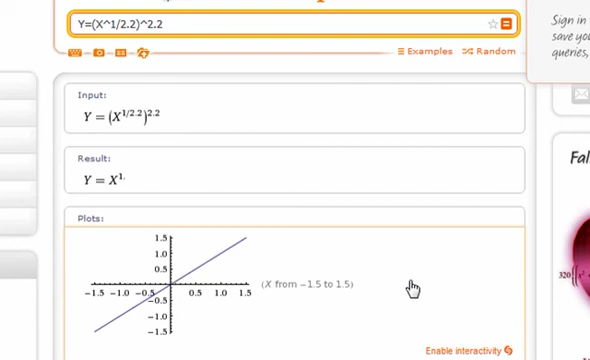 Y=(X^1/2.2)^2.2
Sign in
save you
queries,
Examples Random
Input:
Y = (X^1/2.2)^2.2
Fal
Result:
Y = X^1.
Plots:
1.5
1.0
0.5
−1.5 −1.0 −0.5 0.5 1.0 1.5
(X from −1.5 to 1.5)
−0.5
−1.0
−1.5
320
Enable interactivity